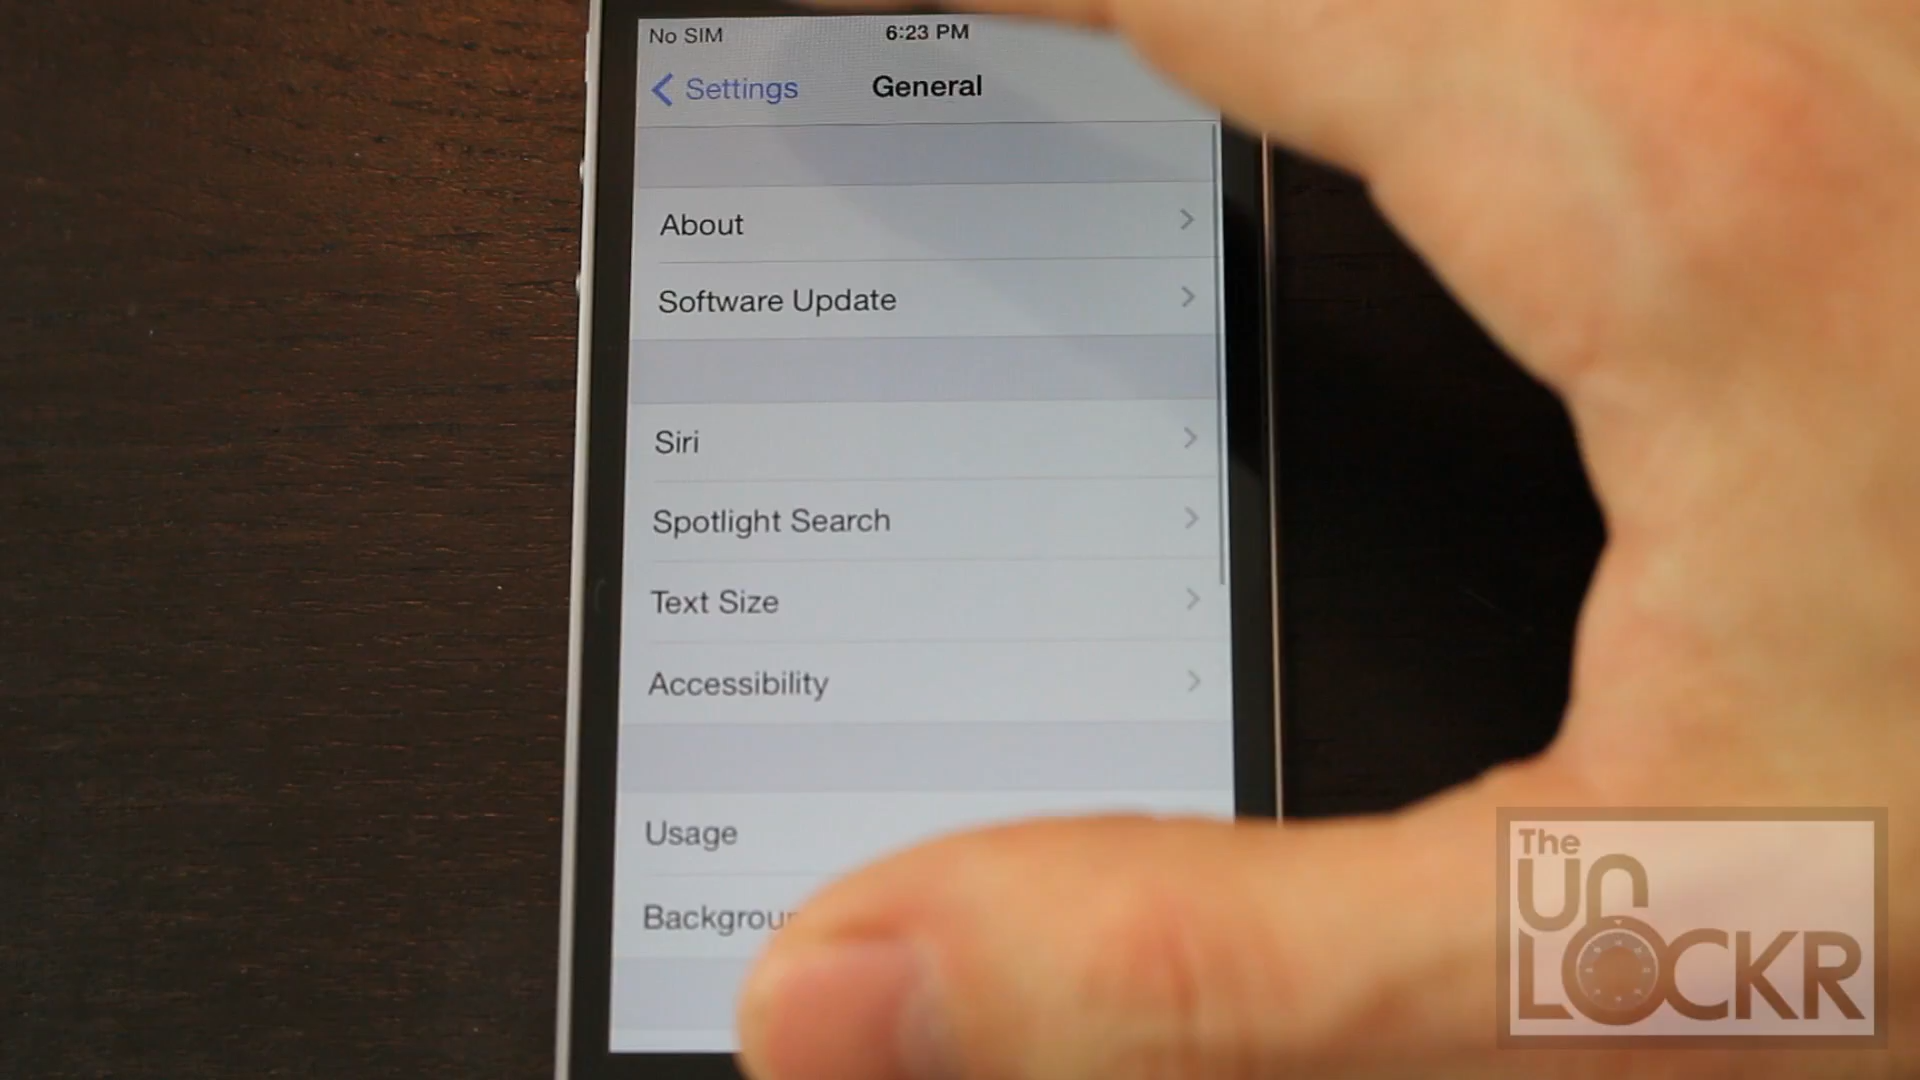 No SIM 6:23 PM
Settings General
About
Software Update
Siri
Spotlight Search
Text Size
Accessibility
Usage
Backgrou
The
UN
LOCKR